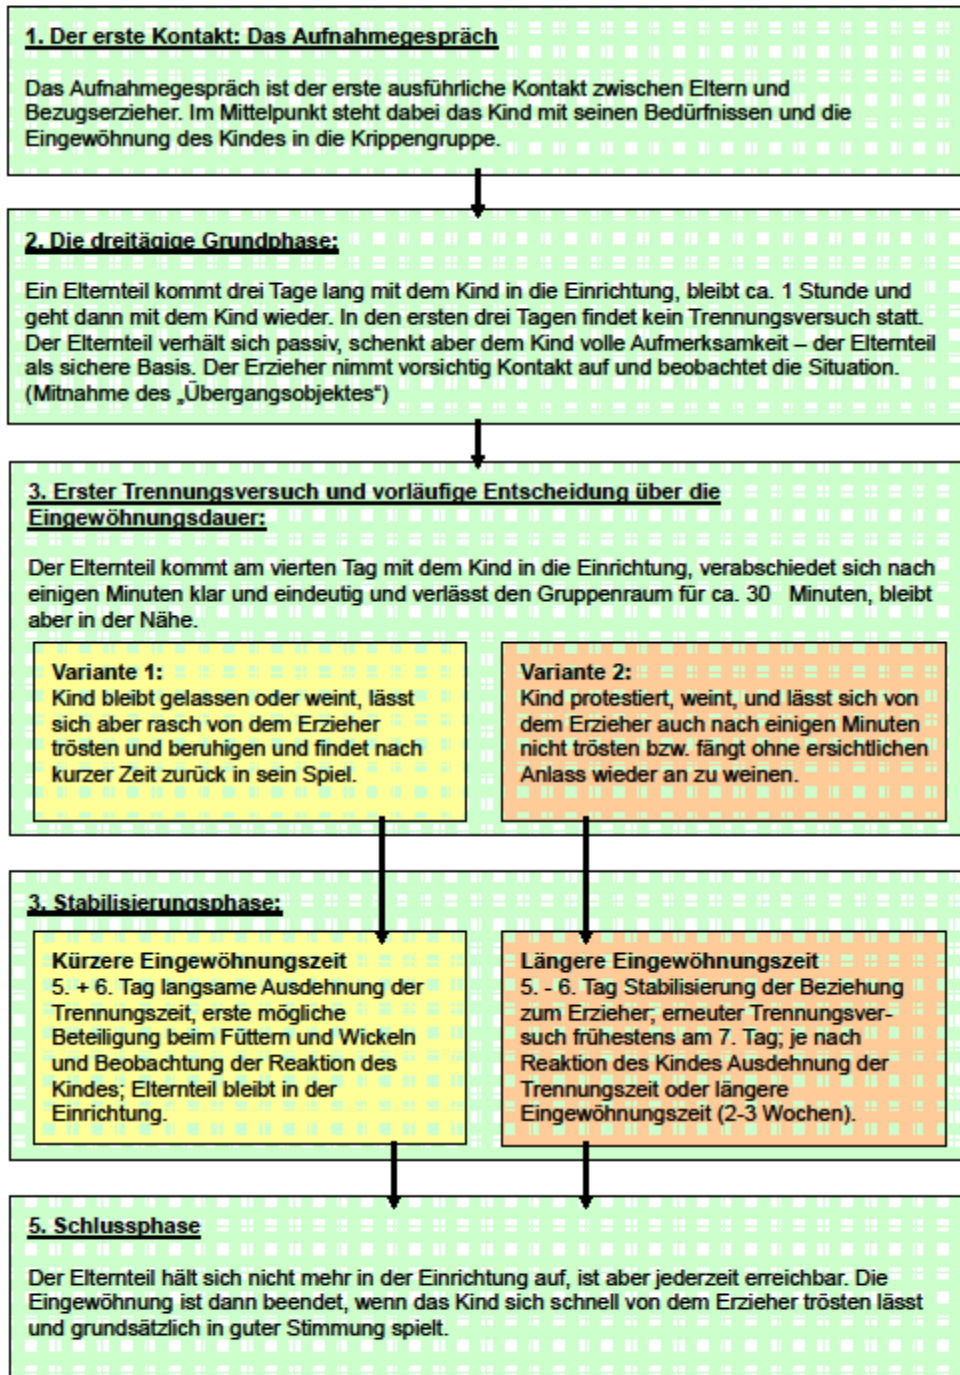 1. Der erste Kontakt: Das Aufnahmegespräch
Das Aufnahmegespräch ist der erste ausführliche Kontakt zwischen Eltern und
Bezugserzieher. Im Mittelpunkt steht dabei das Kind mit seinen Bedürfnissen und die
Eingewöhnung des Kindes in die Krippengruppe.
2. Die dreitägige Grundphase:
Ein Elternteil kommt drei Tage lang mit dem Kind in die Einrichtung, bleibt ca. 1 Stunde und
geht dann mit dem Kind wieder. In den ersten drei Tagen findet kein Trennungsversuch statt.
Der Elternteil verhält sich passiv, schenkt aber dem Kind volle Aufmerksamkeit – der Elternteil
als sichere Basis. Der Erzieher nimmt vorsichtig Kontakt auf und beobachtet die Situation.
(Mitnahme des „Übergangsobjektes“)
3. Erster Trennungsversuch und vorläufige Entscheidung über die
Eingewöhnungsdauer:
Der Elternteil kommt am vierten Tag mit dem Kind in die Einrichtung, verabschiedet sich nach
einigen Minuten klar und eindeutig und verlässt den Gruppenraum für ca. 30 Minuten, bleibt
aber in der Nähe.
Variante 1:
Kind bleibt gelassen oder weint, lässt
sich aber rasch von dem Erzieher
trösten und beruhigen und findet nach
kurzer Zeit zurück in sein Spiel.
Variante 2:
Kind protestiert, weint, und lässt sich von
dem Erzieher auch nach einigen Minuten
nicht trösten bzw. fängt ohne ersichtlichen
Anlass wieder an zu weinen.
3. Stabilisierungsphase:
Kürzere Eingewöhnungszeit
5. + 6. Tag langsame Ausdehnung der
Trennungszeit, erste mögliche
Beteiligung beim Füttern und Wickeln
und Beobachtung der Reaktion des
Kindes; Elternteil bleibt in der
Einrichtung.
Längere Eingewöhnungszeit
5. - 6. Tag Stabilisierung der Beziehung
zum Erzieher; erneuter Trennungsver-
such frühestens am 7. Tag; je nach
Reaktion des Kindes Ausdehnung der
Trennungszeit oder längere
Eingewöhnungszeit (2-3 Wochen).
5. Schlussphase
Der Elternteil hält sich nicht mehr in der Einrichtung auf, ist aber jederzeit erreichbar. Die
Eingewöhnung ist dann beendet, wenn das Kind sich schnell von dem Erzieher trösten lässt
und grundsätzlich in guter Stimmung spielt.